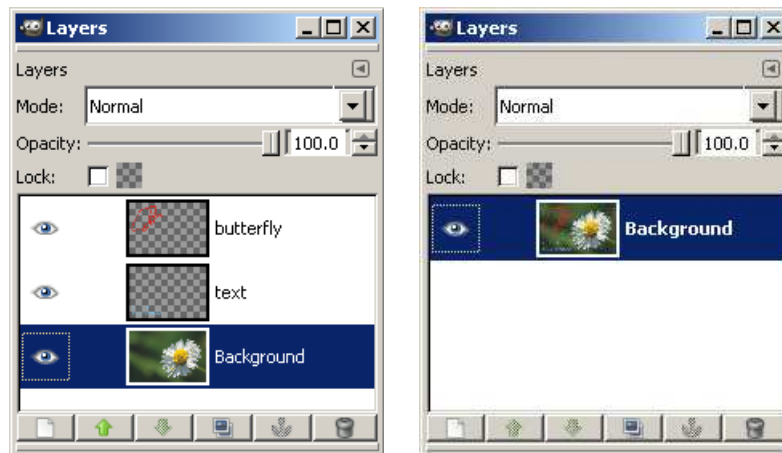 Layers
Layers
Mode: Normal
Opacity: 100.0
Lock:
butterfly
text
Background
Layers
Layers
Mode: Normal
Opacity: 100.0
Lock:
Background